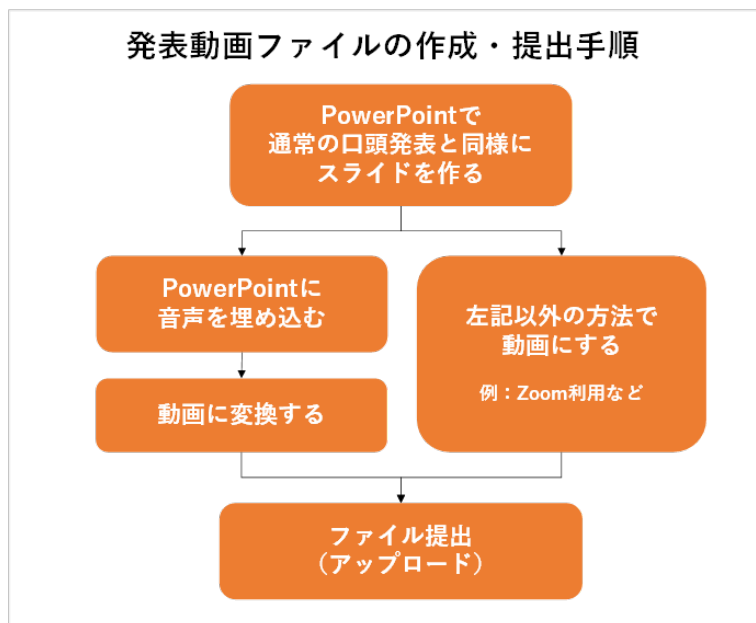 発表動画ファイルの作成・提出手順
PowerPointで
通常の口頭発表と同様に
スライドを作る
PowerPointに
音声を埋め込む
動画に変換する
左記以外の方法で
動画にする
例：Zoom利用など
ファイル提出
（アップロード）